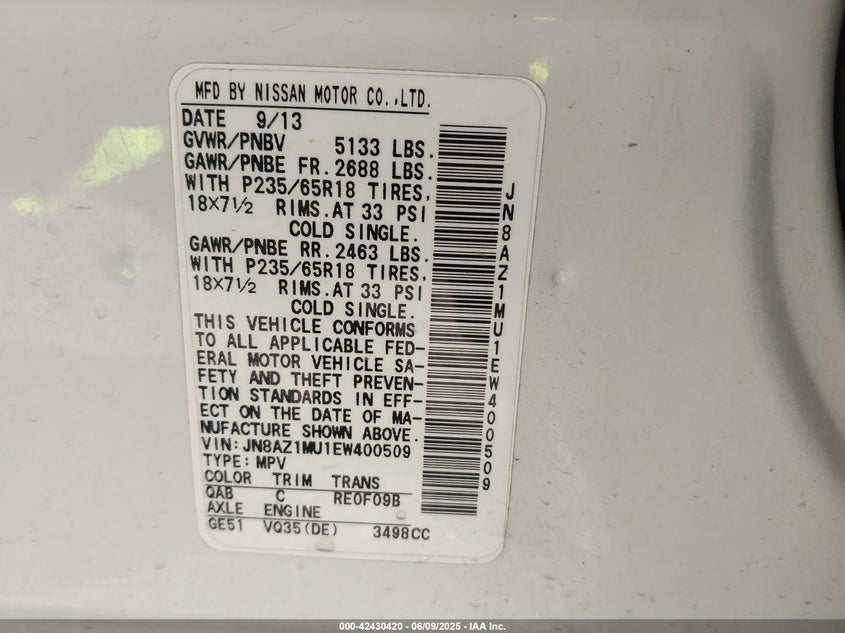 MFD BY NISSAN MOTOR CO.,LTD.
DATE 9/13
GVWR/PNBV 5133 LBS.
GAWR/PNBE FR.2688 LBS.
WITH P235/65R18 TIRES,
18X7½ RIMS.AT 33 PSI
COLD SINGLE.
GAWR/PNBE RR.2463 LBS.
WITH P235/65R18 TIRES,
18X7½ RIMS.AT 33 PSI
COLD SINGLE.
THIS VEHICLE CONFORMS
TO ALL APPLICABLE FED-
ERAL MOTOR VEHICLE SA-
FETY AND THEFT PREVEN-
TION STANDARDS IN EFF-
ECT ON THE DATE OF MA-
NUFACTURE SHOWN ABOVE.
VIN:JN8AZ1MU1EW400509
TYPE:MPV
COLOR TRIM TRANS
QAB C RE0F09B
AXLE ENGINE
GE51 VQ35(DE) 3498CC
JN8AZ1MU1EW400509
000-42430420 - 06/09/2025 - IAA Inc.